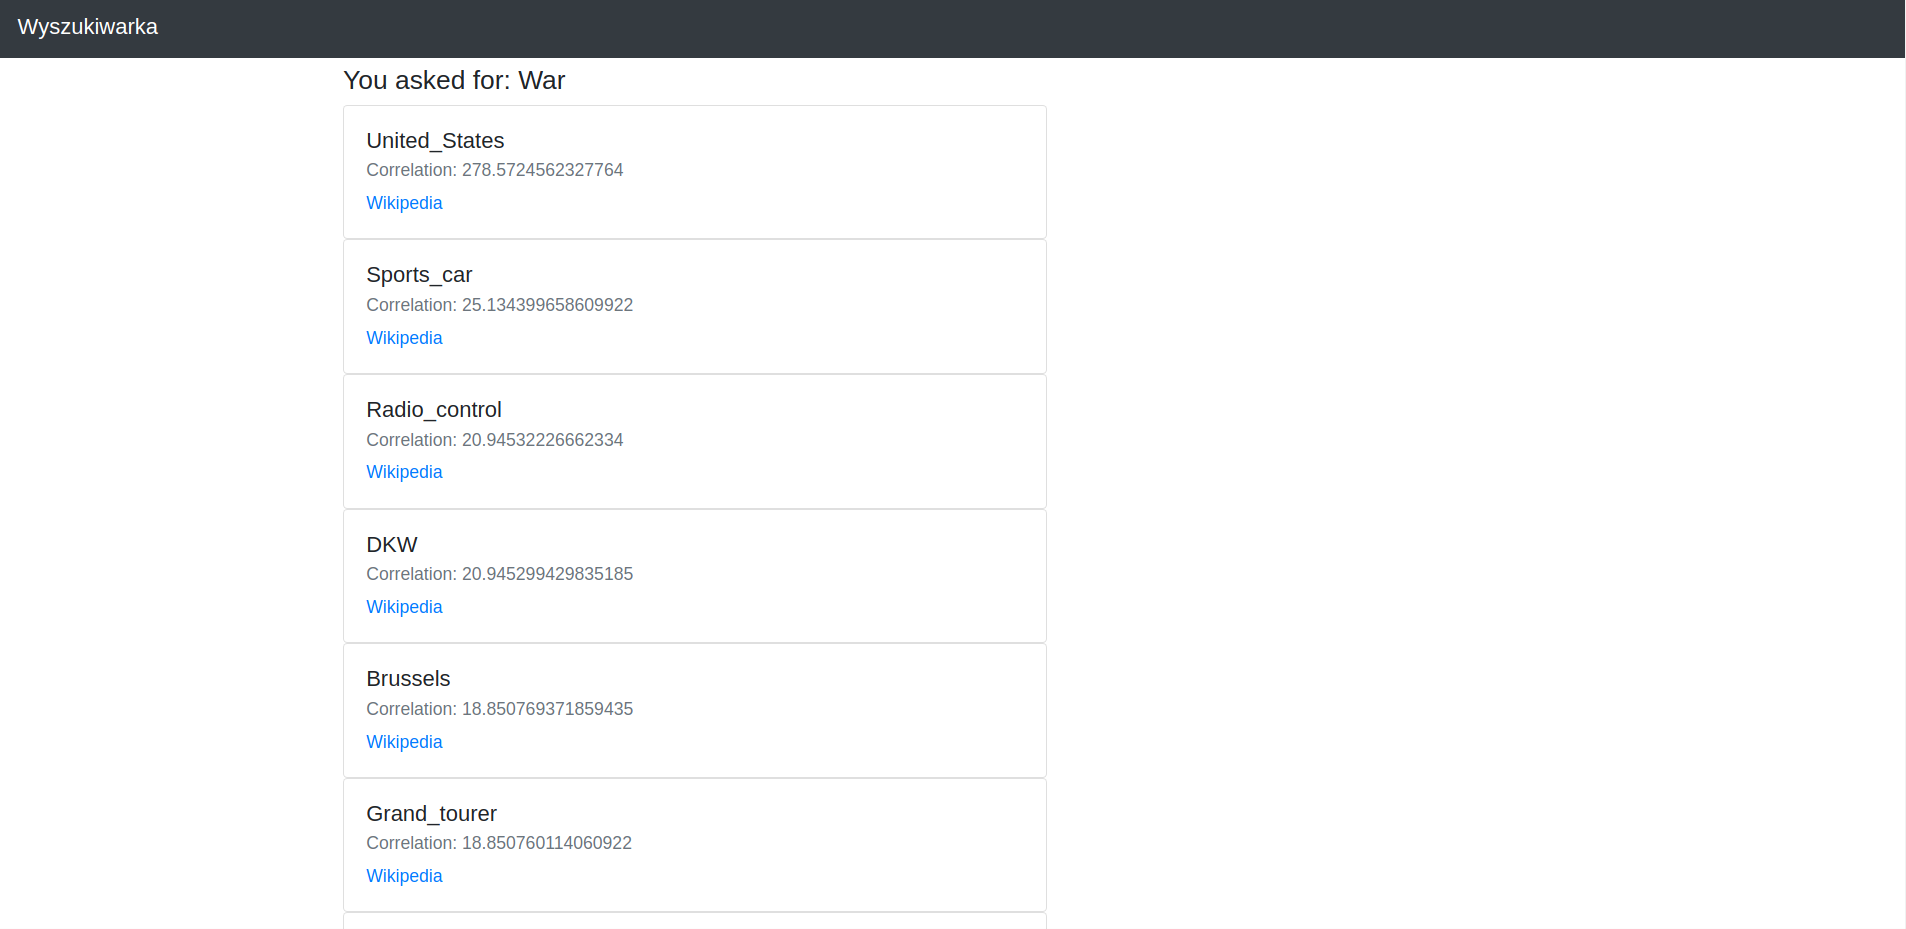 Wyszukiwarka
You asked for: War
United_States
Correlation: 278.5724562327764
Wikipedia
Sports_car
Correlation: 25.134399658609922
Wikipedia
Radio_control
Correlation: 20.94532226662334
Wikipedia
DKW
Correlation: 20.945299429835185
Wikipedia
Brussels
Correlation: 18.850769371859435
Wikipedia
Grand_tourer
Correlation: 18.850760114060922
Wikipedia